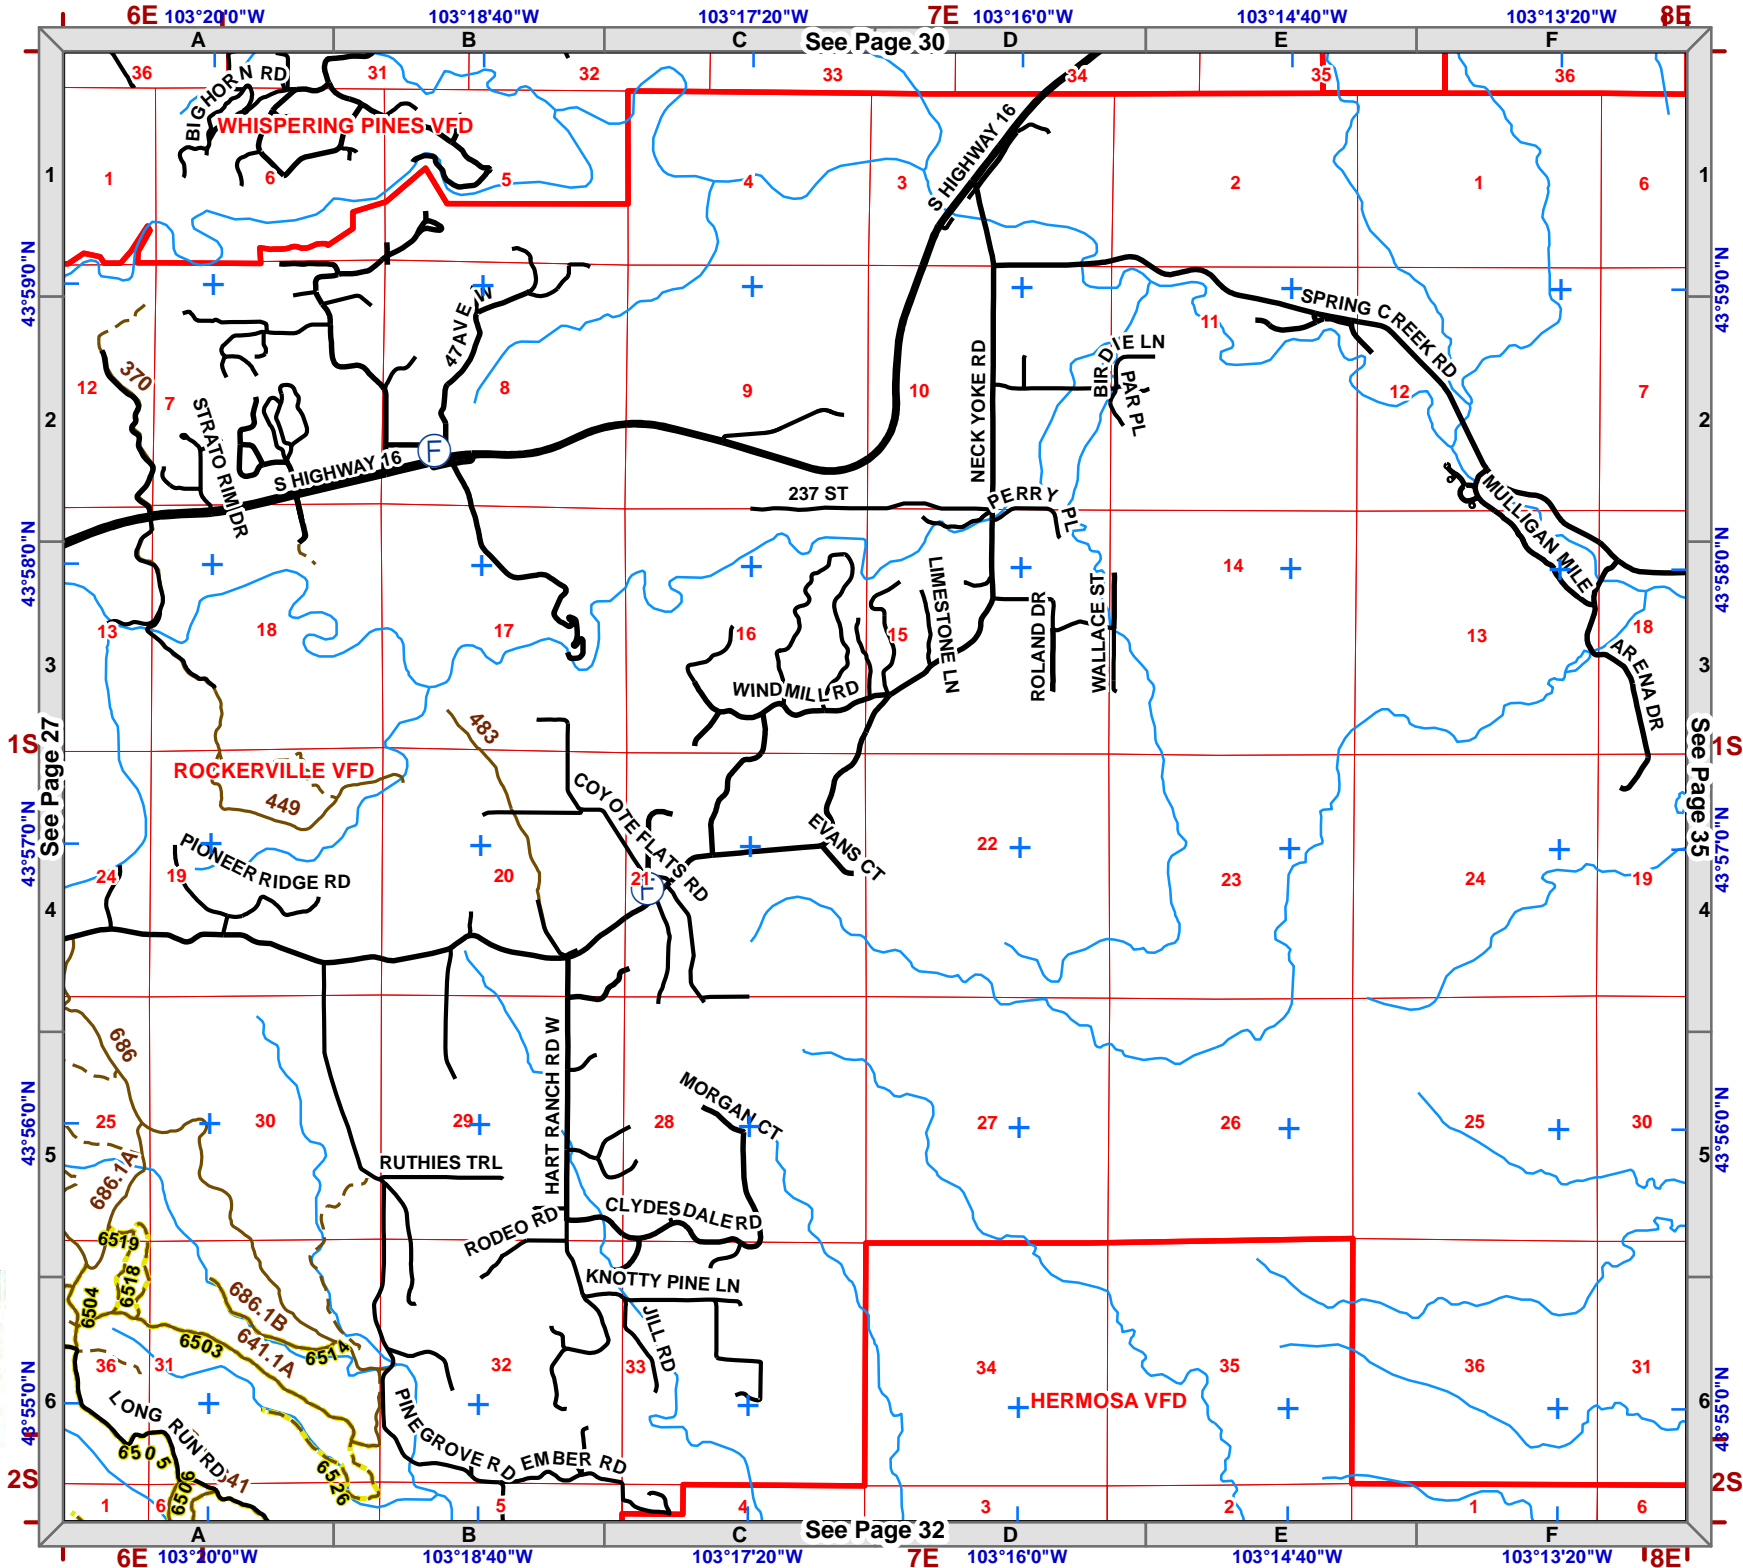 6E 103°20'0"W 103°18'40"W 103°17'20"W 7E 103°16'0"W 103°14'40"W 103°13'20"W 8E
A B C See Page 30 D E F
36 31 32 33 34 35 36
BIG HORN RD
WHISPERING PINES VFD
S HIGHWAY 16
1 1
1 6 5 4 3 2 1 6
43°59'0"N 43°59'0"N
47AVE W
SPRING CREEK RD
11
BIRDIE LN
NECK YOKE RD
PAR PL
370
12 7 8 9 10 12 7
2 2
STRATO RIM DR
F
S HIGHWAY 16
237 ST
PERRY PL
MULLIGAN MILE
43°58'0"N 43°58'0"N
14
LIMESTONE LN
ROLAND DR
WALLACE ST
13 18 17 16 15 13 18
3 3
ARENA DR
WINDMILL RD
483
1S 1S
See Page 27 See Page 35
ROCKERVILLE VFD
449
COYOTE FLATS RD
EVANS CT
43°57'0"N 43°57'0"N
PIONEER RIDGE RD
22
24 19 20 21 23 24 19
F
4 4
686
HART RANCH RD W
MORGAN CT
25 30 29 28 27 26 25 30
43°56'0"N 43°56'0"N
5 5
686.1A
RUTHIES TRL
CLYDESDALE RD
RODEO RD
6519
6518
KNOTTY PINE LN
6504
686.1B
JILL RD
6503
641.1A
6514
36 31 32 33 34 35 36 31
HERMOSA VFD
43°55'0"N 43°55'0"N
6 6
LONG RUN RD
PINEGROVE RD
EMBER RD
6505
641
6526
2S 2S
6506
1 6 5 4 3 2 1 6
A B C See Page 32 D E F
6E 103°20'0"W 103°18'40"W 103°17'20"W 7E 103°16'0"W 103°14'40"W 103°13'20"W 8E